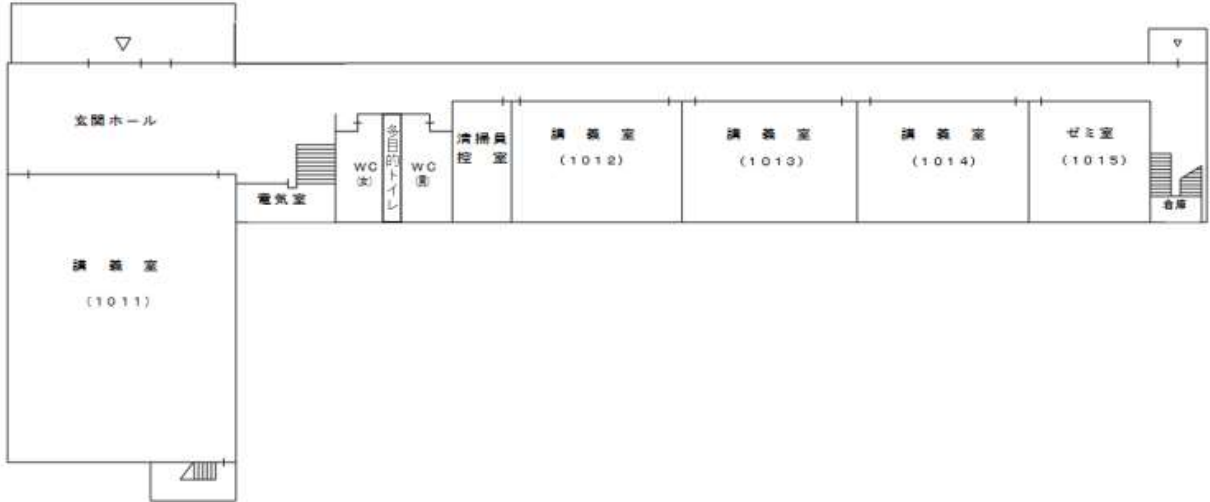 玄関ホール
電気室
WC
(女)
多目的トイレ
WC
(男)
清掃員
控室
講義室
(1012)
講義室
(1013)
講義室
(1014)
ゼミ室
(1015)
倉庫
講義室
(1011)